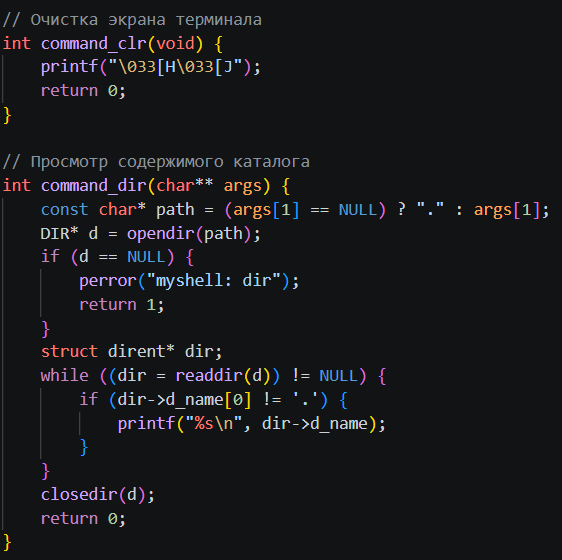 // Очистка экрана терминала
int command_clr(void) {
    printf("\033[H\033[J");
    return 0;
}

// Просмотр содержимого каталога
int command_dir(char** args) {
    const char* path = (args[1] == NULL) ? "." : args[1];
    DIR* d = opendir(path);
    if (d == NULL) {
        perror("myshell: dir");
        return 1;
    }
    struct dirent* dir;
    while ((dir = readdir(d)) != NULL) {
        if (dir->d_name[0] != '.') {
            printf("%s\n", dir->d_name);
        }
    }
    closedir(d);
    return 0;
}